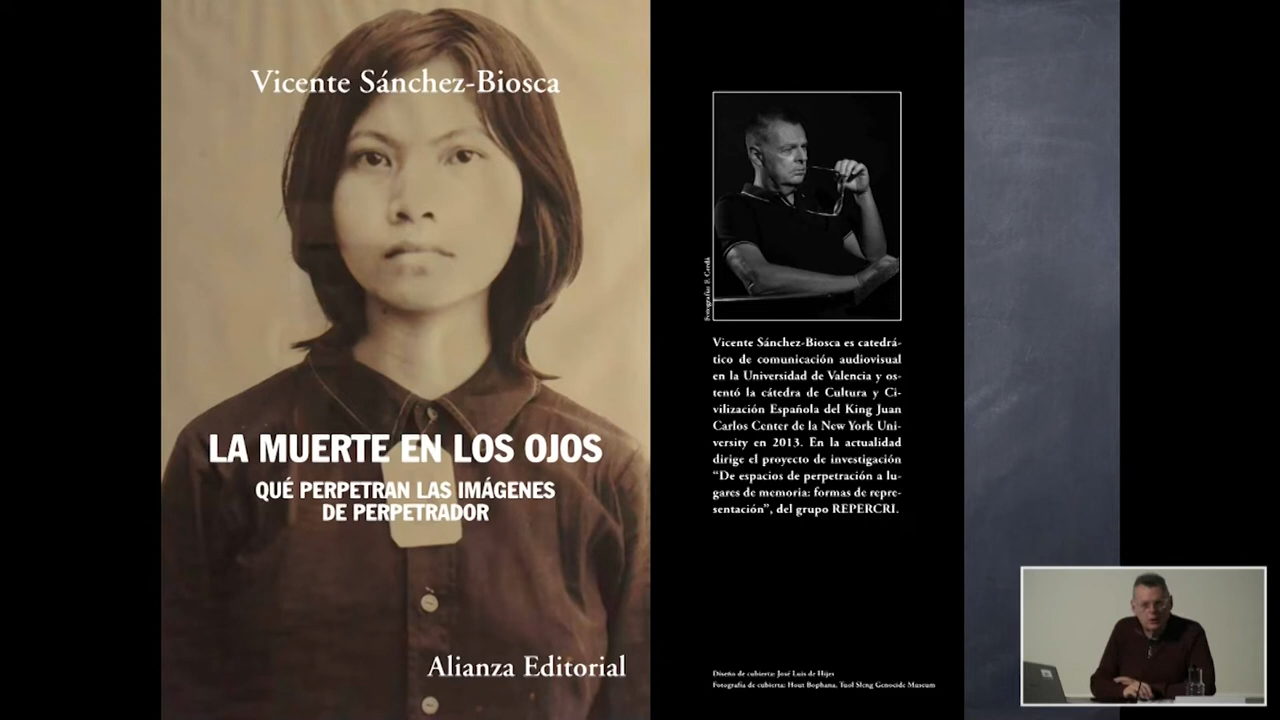 Vicente Sánchez-Biosca
LA MUERTE EN LOS OJOS
QUÉ PERPETRAN LAS IMÁGENES
DE PERPETRADOR
Alianza Editorial
Fotografía: F. Cerdá
Vicente Sánchez-Biosca es catedrá-
tico de comunicación audiovisual
en la Universidad de Valencia y os-
tentó la cátedra de Cultura y Ci-
vilización Española del King Juan
Carlos Center de la New York Uni-
versity en 2013. En la actualidad
dirige el proyecto de investigación
“De espacios de perpetración a lu-
gares de memoria: formas de repre-
sentación”, del grupo REPERCRI.
Diseño de cubierta: José Luis de Hijes
Fotografía de cubierta: Hout Bophana, Tuol Sleng Genocide Museum